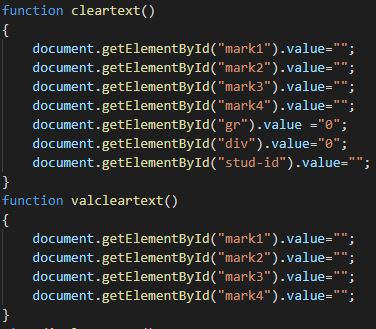 function cleartext()
{
    document.getElementById("mark1").value="";
    document.getElementById("mark2").value="";
    document.getElementById("mark3").value="";
    document.getElementById("mark4").value="";
    document.getElementById("gr").value ="0";
    document.getElementById("div").value="0";
    document.getElementById("stud-id").value="";
}
function valcleartext()
{
    document.getElementById("mark1").value="";
    document.getElementById("mark2").value="";
    document.getElementById("mark3").value="";
    document.getElementById("mark4").value="";
}